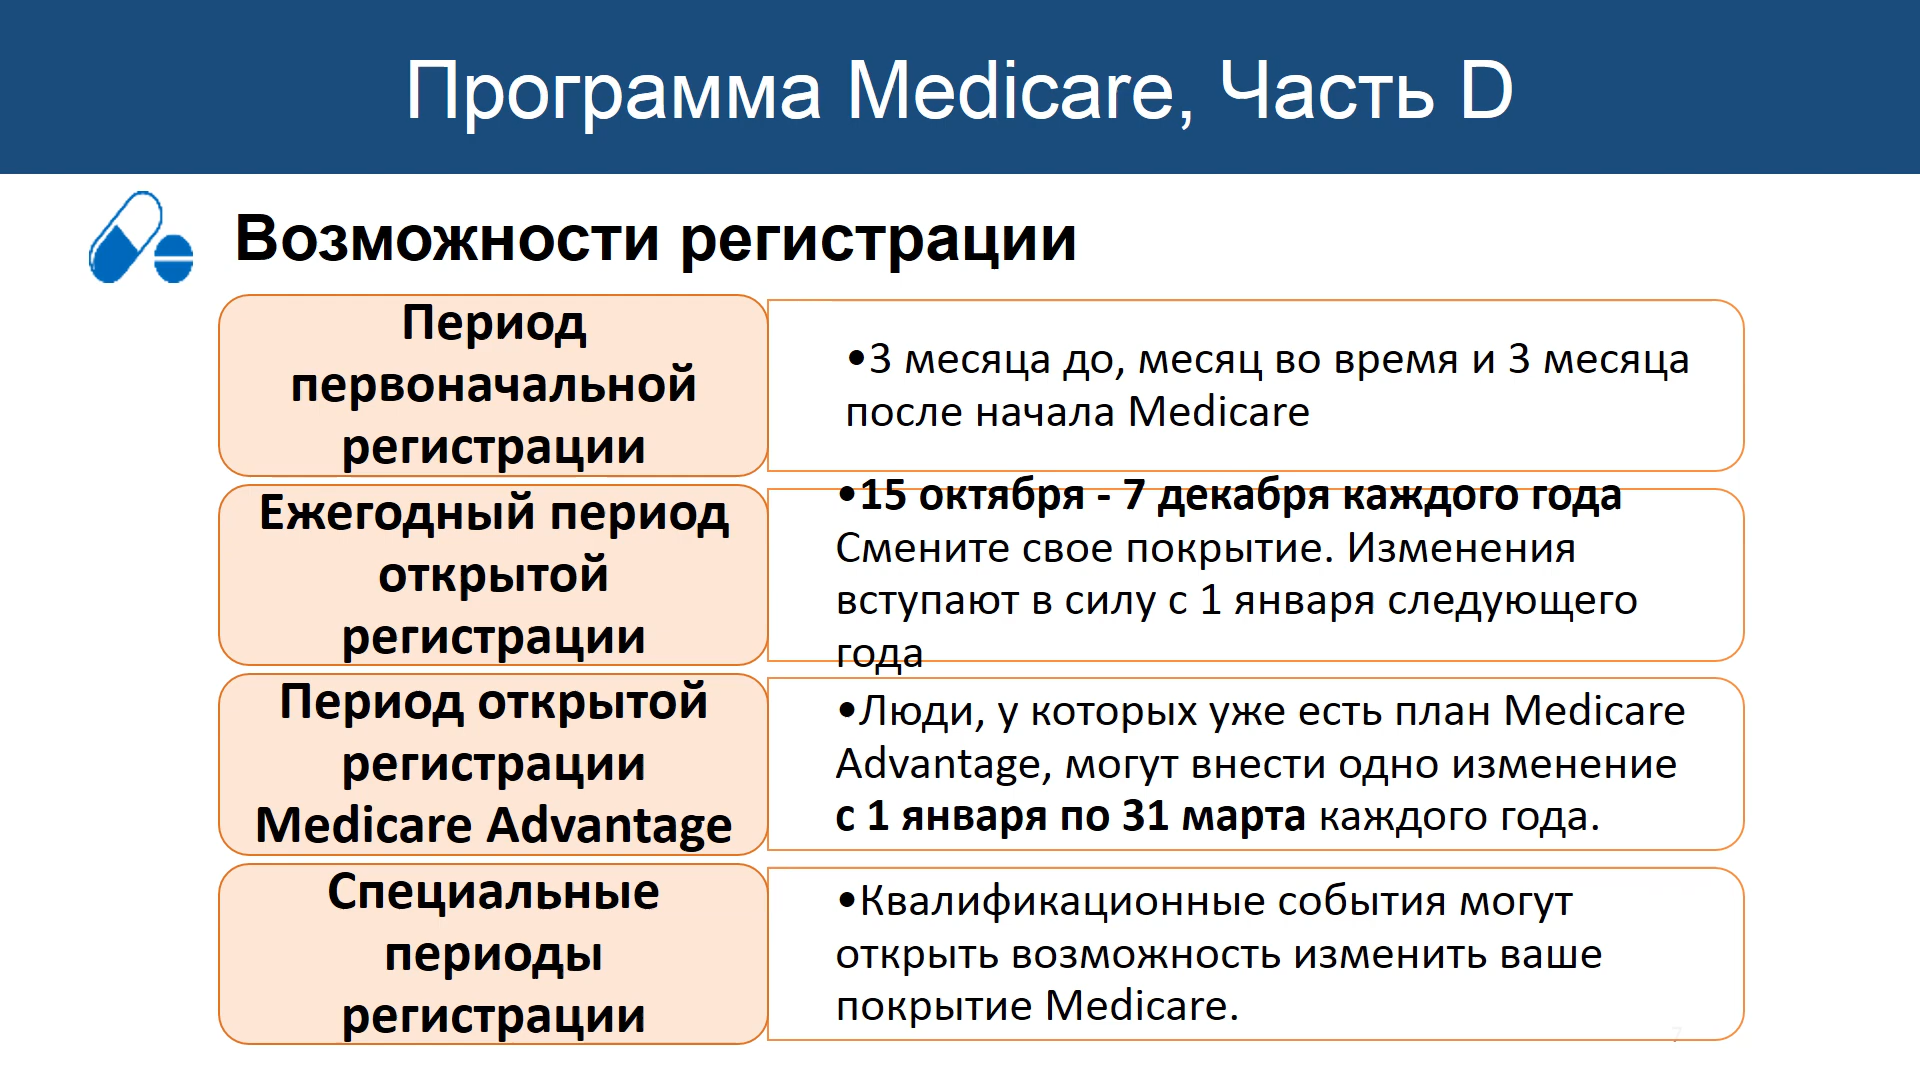 Программа Medicare, Часть D
Возможности регистрации
Период
первоначальной
регистрации
•3 месяца до, месяц во время и 3 месяца
после начала Medicare
Ежегодный период
открытой
регистрации
•15 октября - 7 декабря каждого года
Смените свое покрытие. Изменения
вступают в силу с 1 января следующего
года
Период открытой
регистрации
Medicare Advantage
•Люди, у которых уже есть план Medicare
Advantage, могут внести одно изменение
с 1 января по 31 марта каждого года.
Специальные
периоды
регистрации
•Квалификационные события могут
открыть возможность изменить ваше
покрытие Medicare.
7